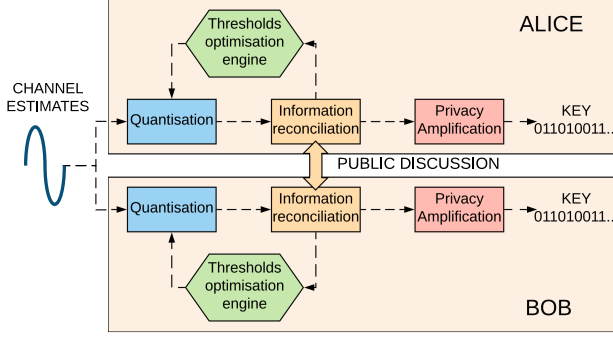 Thresholds
optimisation
engine
ALICE
CHANNEL
ESTIMATES
Quantisation
Information
reconciliation
Privacy
Amplification
KEY
011010011..
PUBLIC DISCUSSION
Quantisation
Information
reconciliation
Privacy
Amplification
KEY
011010011..
Thresholds
optimisation
engine
BOB